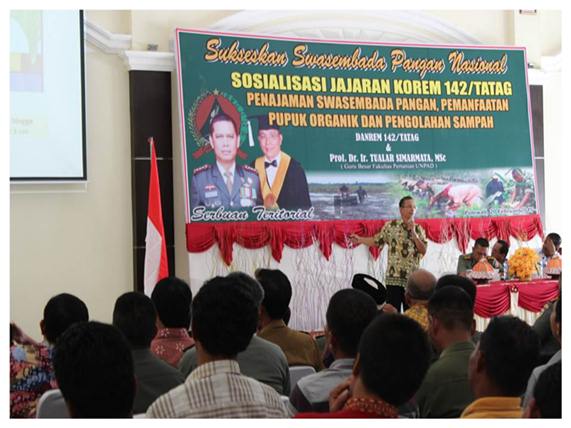 Sukseskan Swasembada Pangan Nasional
SOSIALISASI JAJARAN KOREM 142/TATAG
PENAJAMAN SWASEMBADA PANGAN, PEMANFAATAN
PUPUK ORGANIK DAN PENGOLAHAN SAMPAH
DANREM 142/TATAG
&
Prof. Dr. Ir. TUALAR SIMARMATA, MSc
( Guru Besar Fakultas Pertanian UNPAD )
Serbuan Teritorial